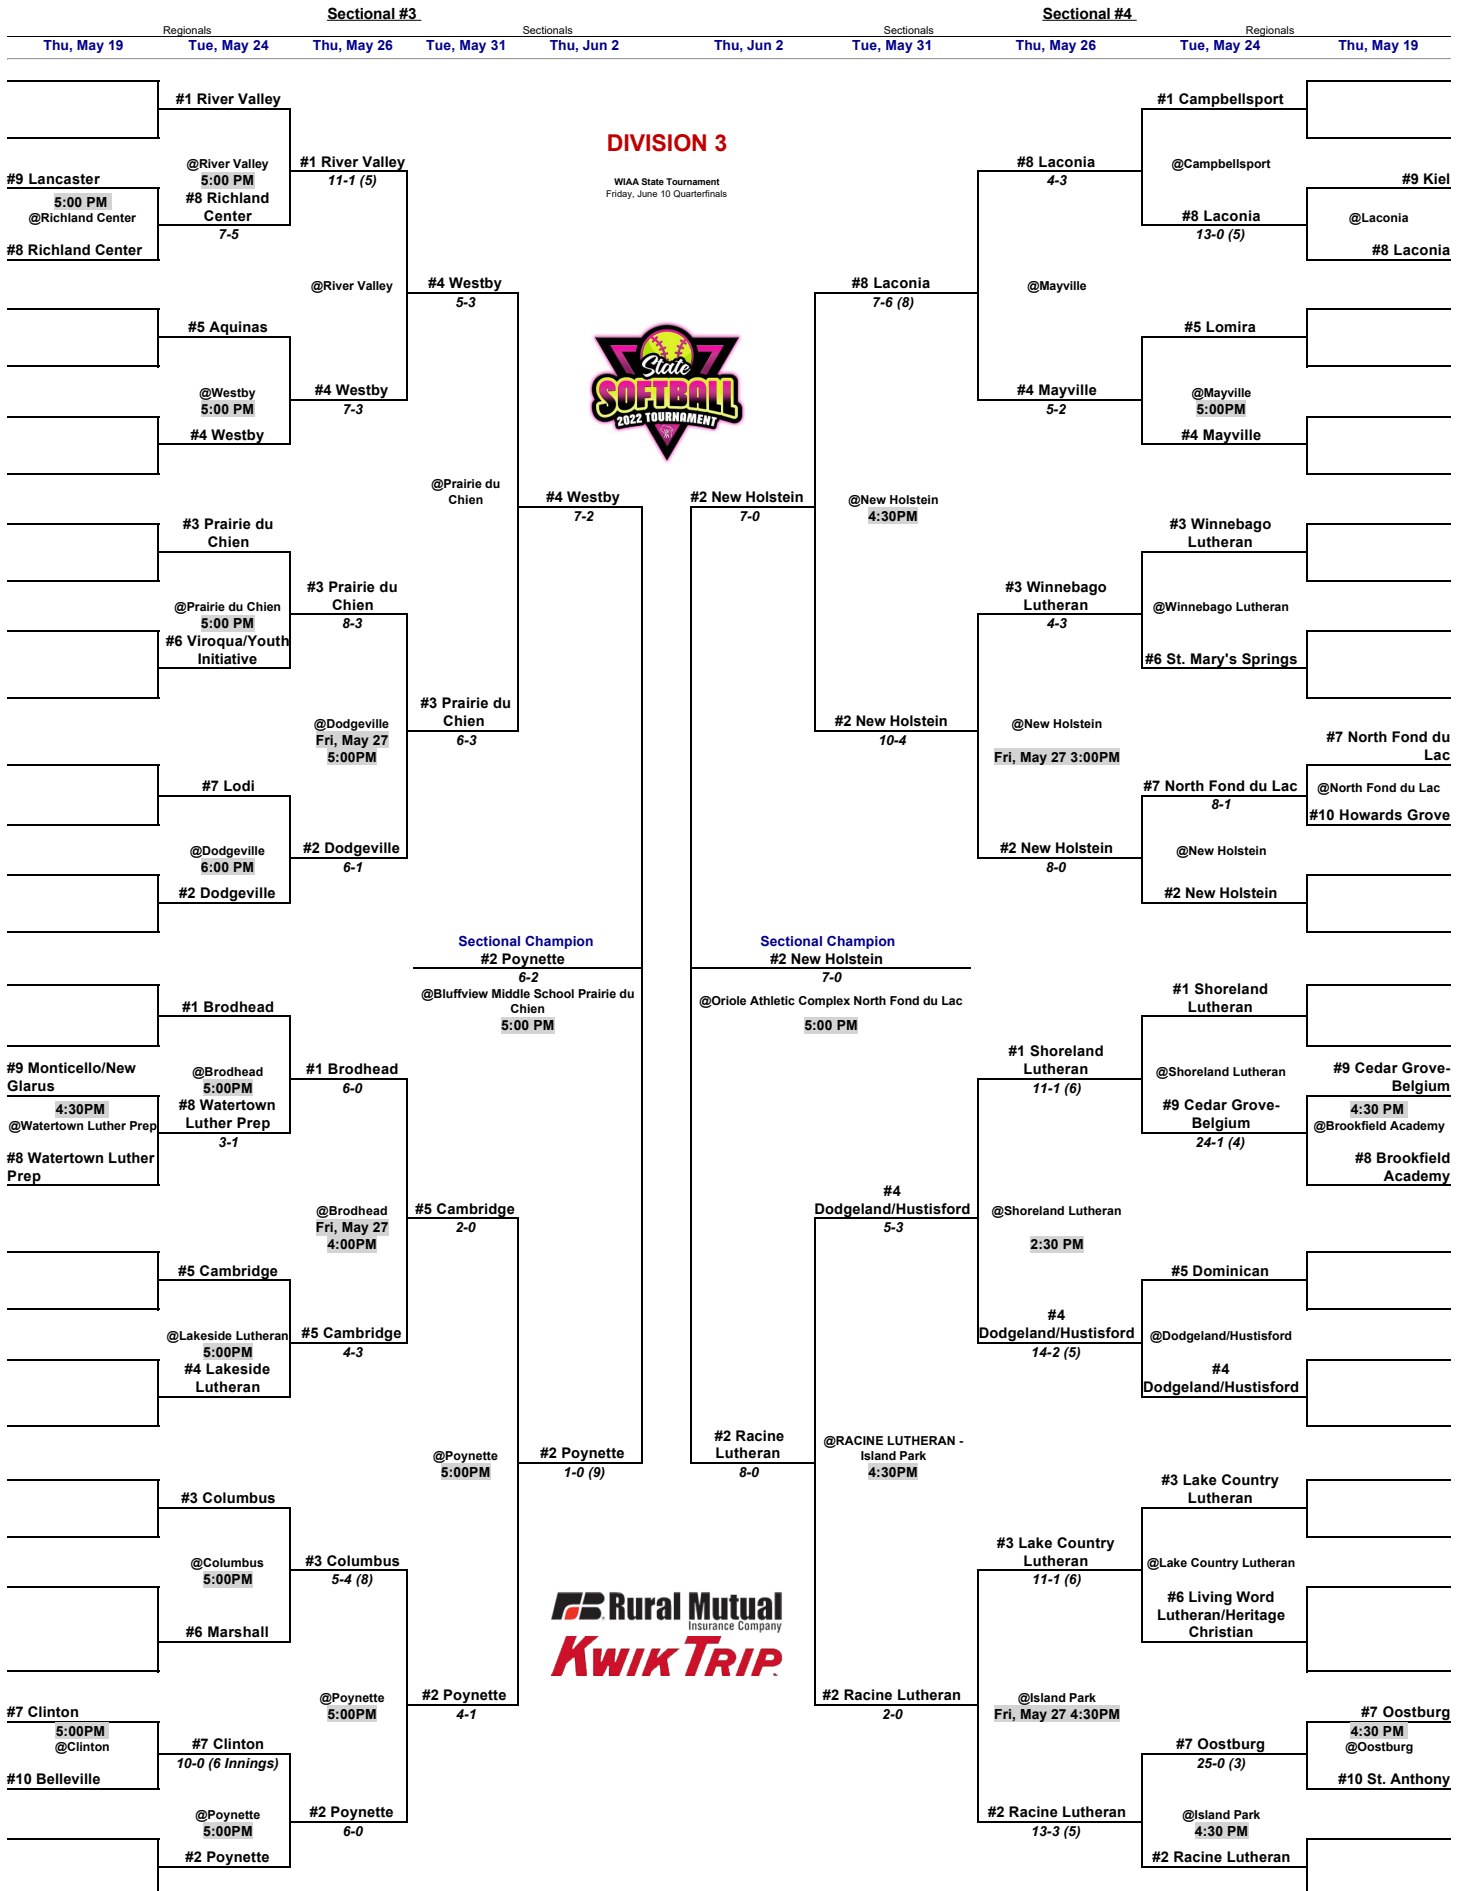 Sectional #3
Sectional #4
Regionals
Sectionals
Sectionals
Regionals
Thu, May 19
Tue, May 24
Thu, May 26
Tue, May 31
Thu, Jun 2
Thu, Jun 2
Tue, May 31
Thu, May 26
Tue, May 24
Thu, May 19
DIVISION 3
WIAA State Tournament
Friday, June 10 Quarterfinals
State
SOFTBALL
2022 TOURNAMENT
#9 Lancaster
5:00 PM
@Richland Center
#8 Richland Center
#9 Monticello/New
Glarus
4:30PM
@Watertown Luther Prep
#8 Watertown Luther
Prep
#7 Clinton
5:00PM
@Clinton
#10 Belleville
#1 River Valley
@River Valley
5:00 PM
#8 Richland
Center
7-5
#5 Aquinas
@Westby
5:00 PM
#4 Westby
#3 Prairie du
Chien
@Prairie du Chien
5:00 PM
#6 Viroqua/Youth
Initiative
#7 Lodi
@Dodgeville
6:00 PM
#2 Dodgeville
#1 Brodhead
@Brodhead
5:00PM
#8 Watertown
Luther Prep
3-1
#5 Cambridge
@Lakeside Lutheran
5:00PM
#4 Lakeside
Lutheran
#3 Columbus
@Columbus
5:00PM
#6 Marshall
#7 Clinton
10-0 (6 Innings)
@Poynette
5:00PM
#2 Poynette
#1 River Valley
11-1 (5)
@River Valley
#4 Westby
7-3
#3 Prairie du
Chien
8-3
@Dodgeville
Fri, May 27
5:00PM
#2 Dodgeville
6-1
#1 Brodhead
6-0
@Brodhead
Fri, May 27
4:00PM
#5 Cambridge
4-3
#3 Columbus
5-4 (8)
@Poynette
5:00PM
#2 Poynette
6-0
#4 Westby
5-3
@Prairie du
Chien
#3 Prairie du
Chien
6-3
#5 Cambridge
2-0
@Poynette
5:00PM
#2 Poynette
4-1
#4 Westby
7-2
Sectional Champion
#2 Poynette
6-2
@Bluffview Middle School Prairie du
Chien
5:00 PM
#2 Poynette
1-0 (9)
#2 New Holstein
7-0
Sectional Champion
#2 New Holstein
7-0
@Oriole Athletic Complex North Fond du Lac
5:00 PM
#2 Racine
Lutheran
8-0
#8 Laconia
7-6 (8)
@New Holstein
4:30PM
#2 New Holstein
10-4
#4
Dodgeland/Hustisford
5-3
@RACINE LUTHERAN -
Island Park
4:30PM
#2 Racine Lutheran
2-0
#8 Laconia
4-3
@Mayville
#4 Mayville
5-2
#3 Winnebago
Lutheran
4-3
@New Holstein
Fri, May 27 3:00PM
#2 New Holstein
8-0
#1 Shoreland
Lutheran
11-1 (6)
@Shoreland Lutheran
2:30 PM
#4
Dodgeland/Hustisford
14-2 (5)
#3 Lake Country
Lutheran
11-1 (6)
@Island Park
Fri, May 27 4:30PM
#2 Racine Lutheran
13-3 (5)
#1 Campbellsport
@Campbellsport
#8 Laconia
13-0 (5)
#5 Lomira
@Mayville
5:00PM
#4 Mayville
#3 Winnebago
Lutheran
@Winnebago Lutheran
#6 St. Mary's Springs
#7 North Fond du Lac
8-1
@New Holstein
#2 New Holstein
#1 Shoreland
Lutheran
@Shoreland Lutheran
#9 Cedar Grove-
Belgium
24-1 (4)
#5 Dominican
@Dodgeland/Hustisford
#4
Dodgeland/Hustisford
#3 Lake Country
Lutheran
@Lake Country Lutheran
#6 Living Word
Lutheran/Heritage
Christian
#7 Oostburg
25-0 (3)
@Island Park
4:30 PM
#2 Racine Lutheran
#9 Kiel
@Laconia
#8 Laconia
#7 North Fond du
Lac
@North Fond du Lac
#10 Howards Grove
#9 Cedar Grove-
Belgium
4:30 PM
@Brookfield Academy
#8 Brookfield
Academy
#7 Oostburg
4:30 PM
@Oostburg
#10 St. Anthony
Rural Mutual
Insurance Company
KWIK TRIP